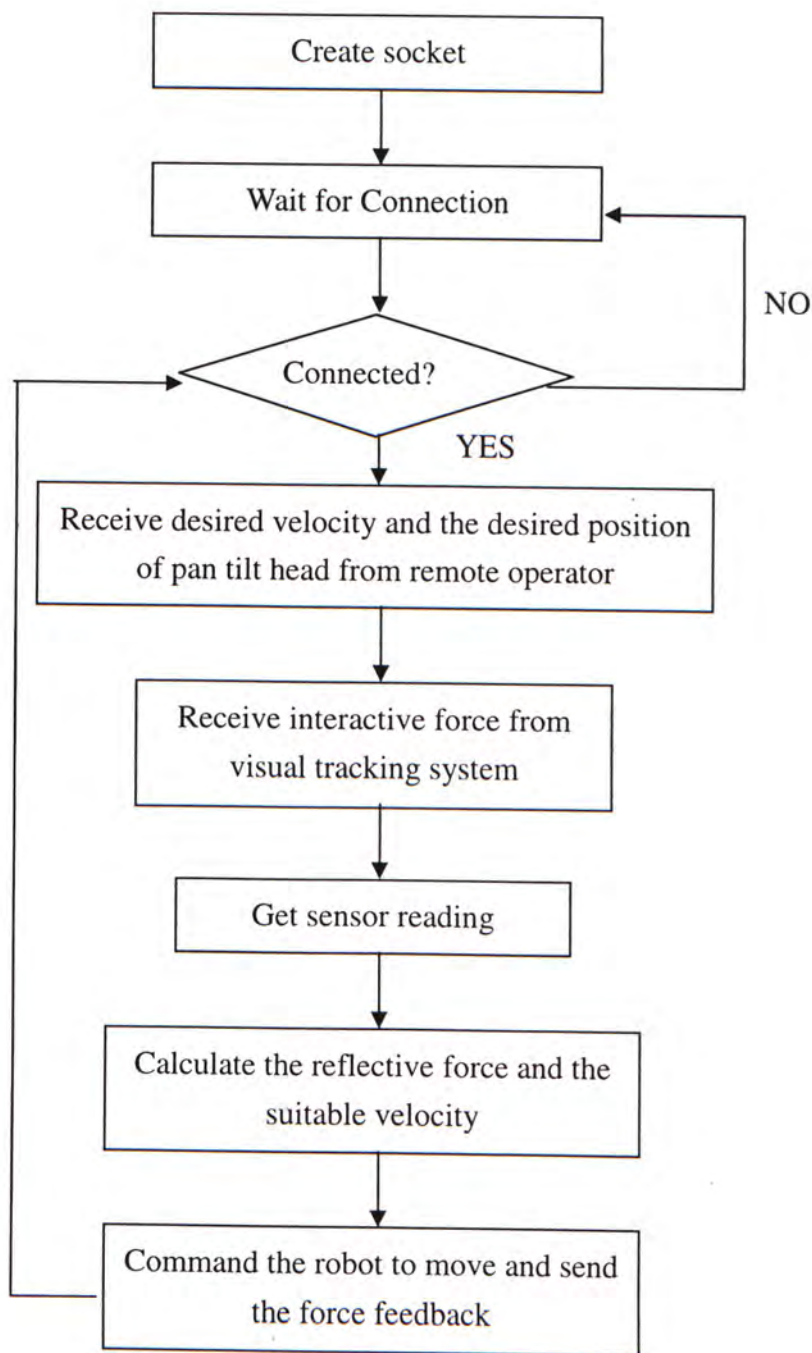 Create socket
Wait for Connection
NO
Connected?
YES
Receive desired velocity and the desired position
of pan tilt head from remote operator
Receive interactive force from
visual tracking system
Get sensor reading
Calculate the reflective force and the
suitable velocity
Command the robot to move and send
the force feedback